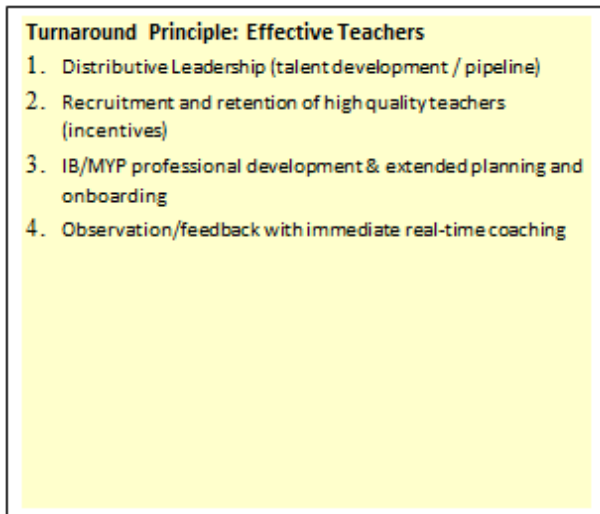 Turnaround Principle: Effective Teachers
1. Distributive Leadership (talent development / pipeline)
2. Recruitment and retention of high quality teachers
(incentives)
3. IB/MYP professional development & extended planning and
onboarding
4. Observation/feedback with immediate real-time coaching